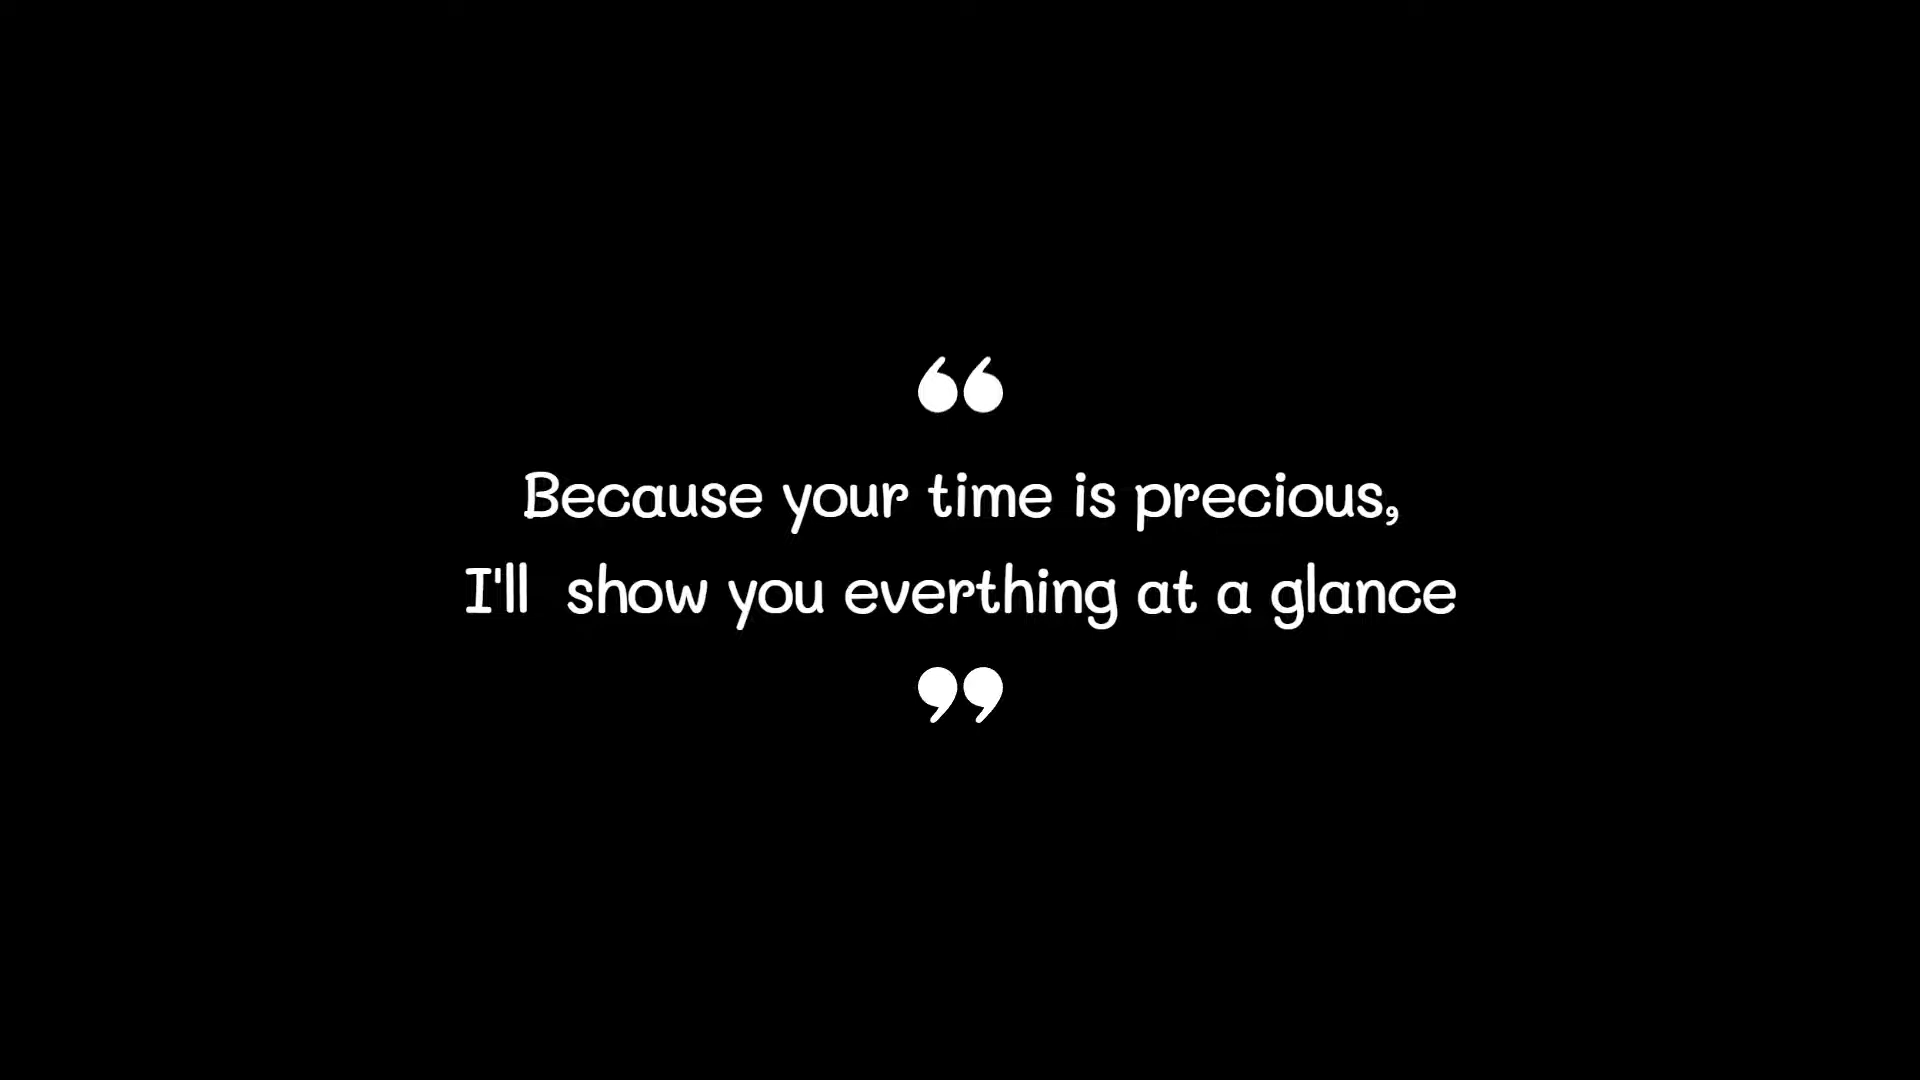 “
Because your time is precious,
I'll  show you everthing at a glance
”